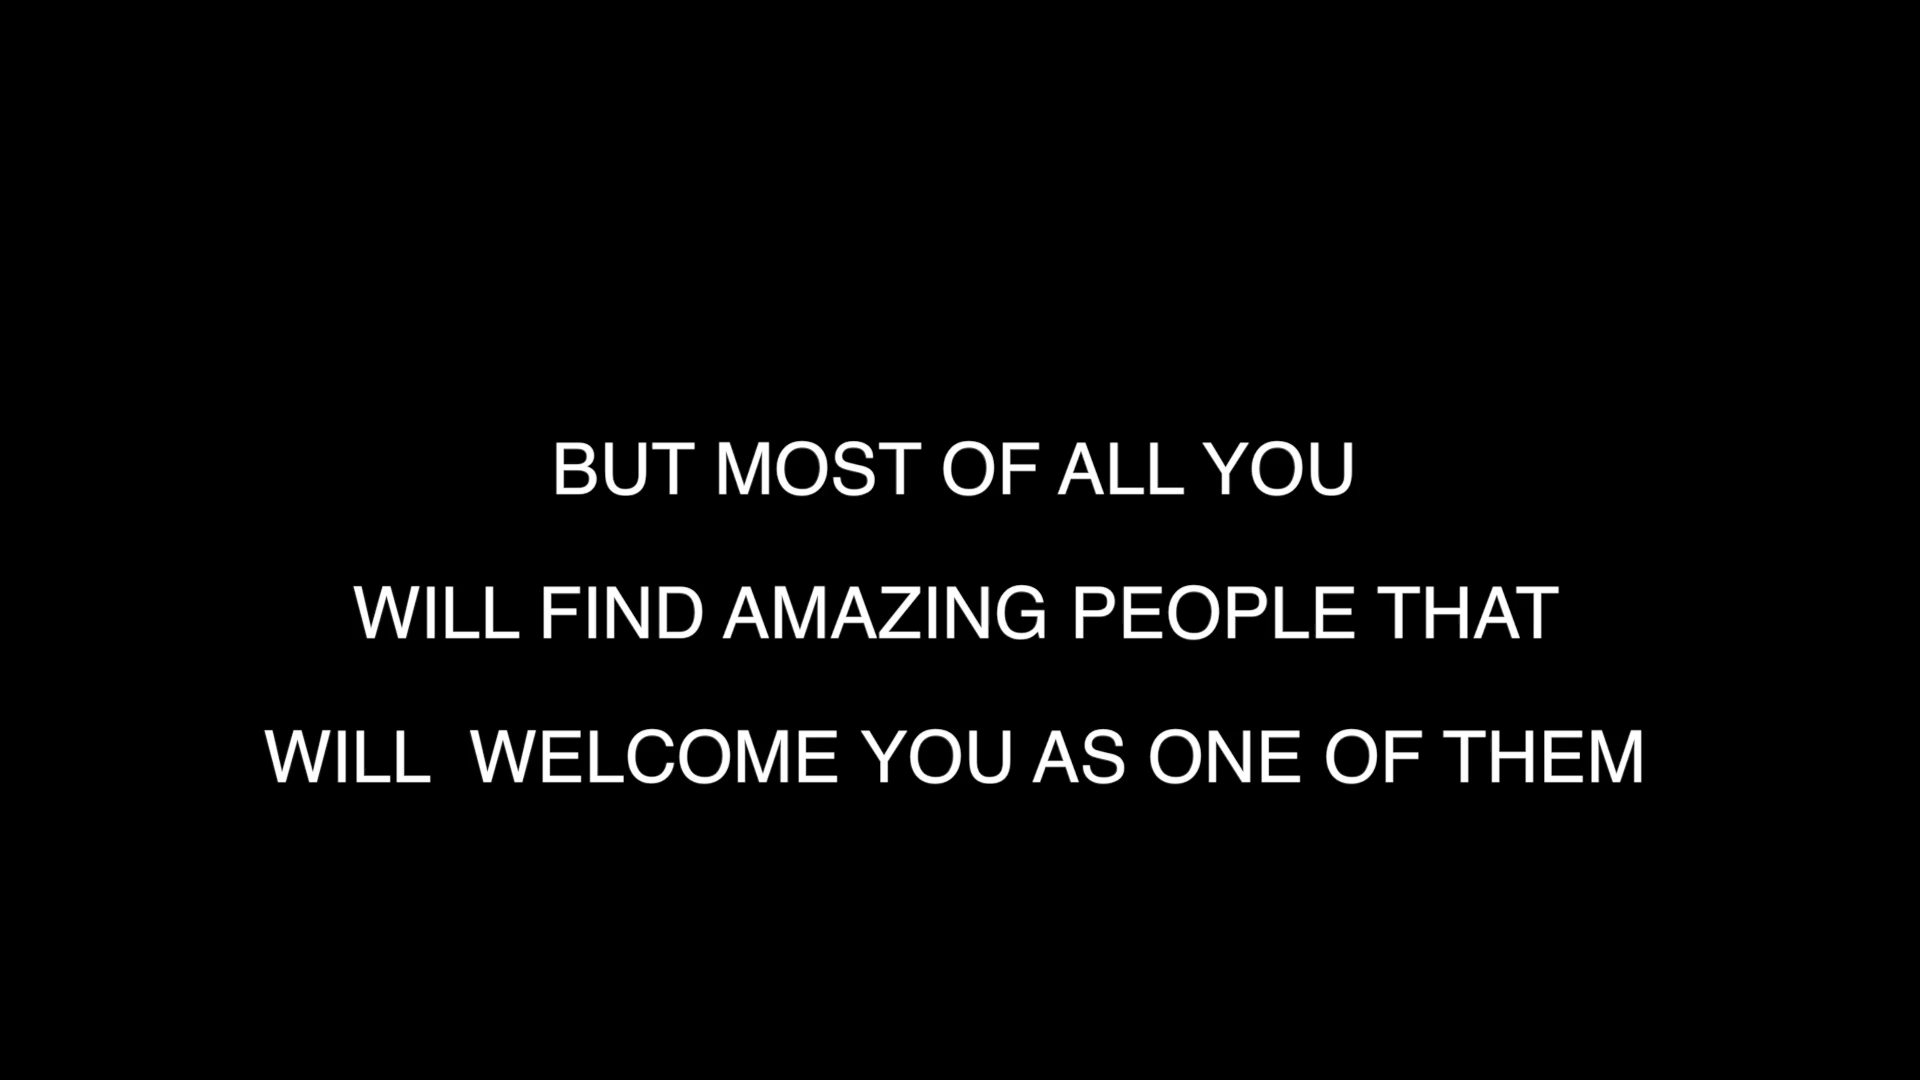 BUT MOST OF ALL YOU
WILL FIND AMAZING PEOPLE THAT
WILL  WELCOME YOU AS ONE OF THEM